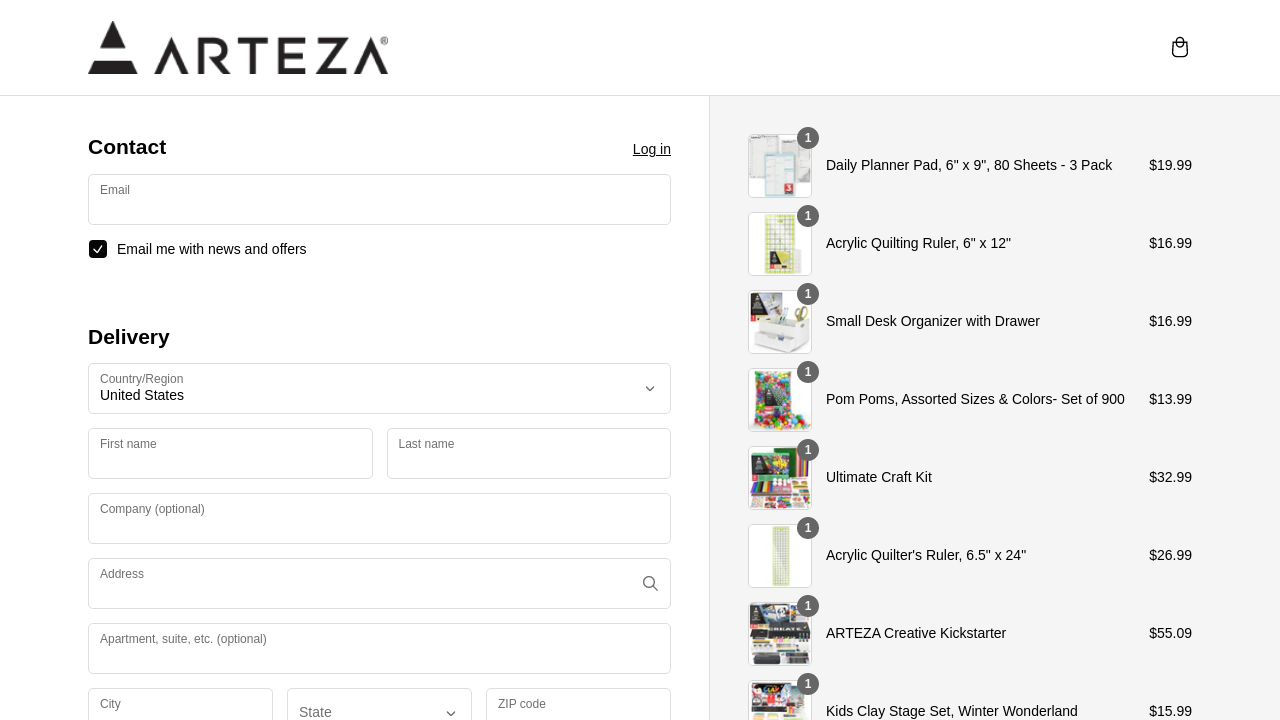 ARTEZA®
Contact
Log in
Email
Email me with news and offers
Delivery
Country/Region
United States
First name
Last name
Company (optional)
Address
Apartment, suite, etc. (optional)
City
State
Code
1
Daily Planner Pad, 6" x 9", 80 Sheets - 3 Pack
$19.99
1
Acrylic Quilting Ruler, 6" x 12"
$16.99
1
Small Desk Organizer with Drawer
$16.99
1
Pom Poms, Assorted Sizes & Colors- Set of 900
$13.99
1
Ultimate Craft Kit
$32.99
1
Acrylic Quilter's Ruler, 6.5" x 24"
$26.99
1
ARTEZA Creative Kickstarter
$55.99
1
Kids Clay Stage Set, Winter Wonderland
$15.99